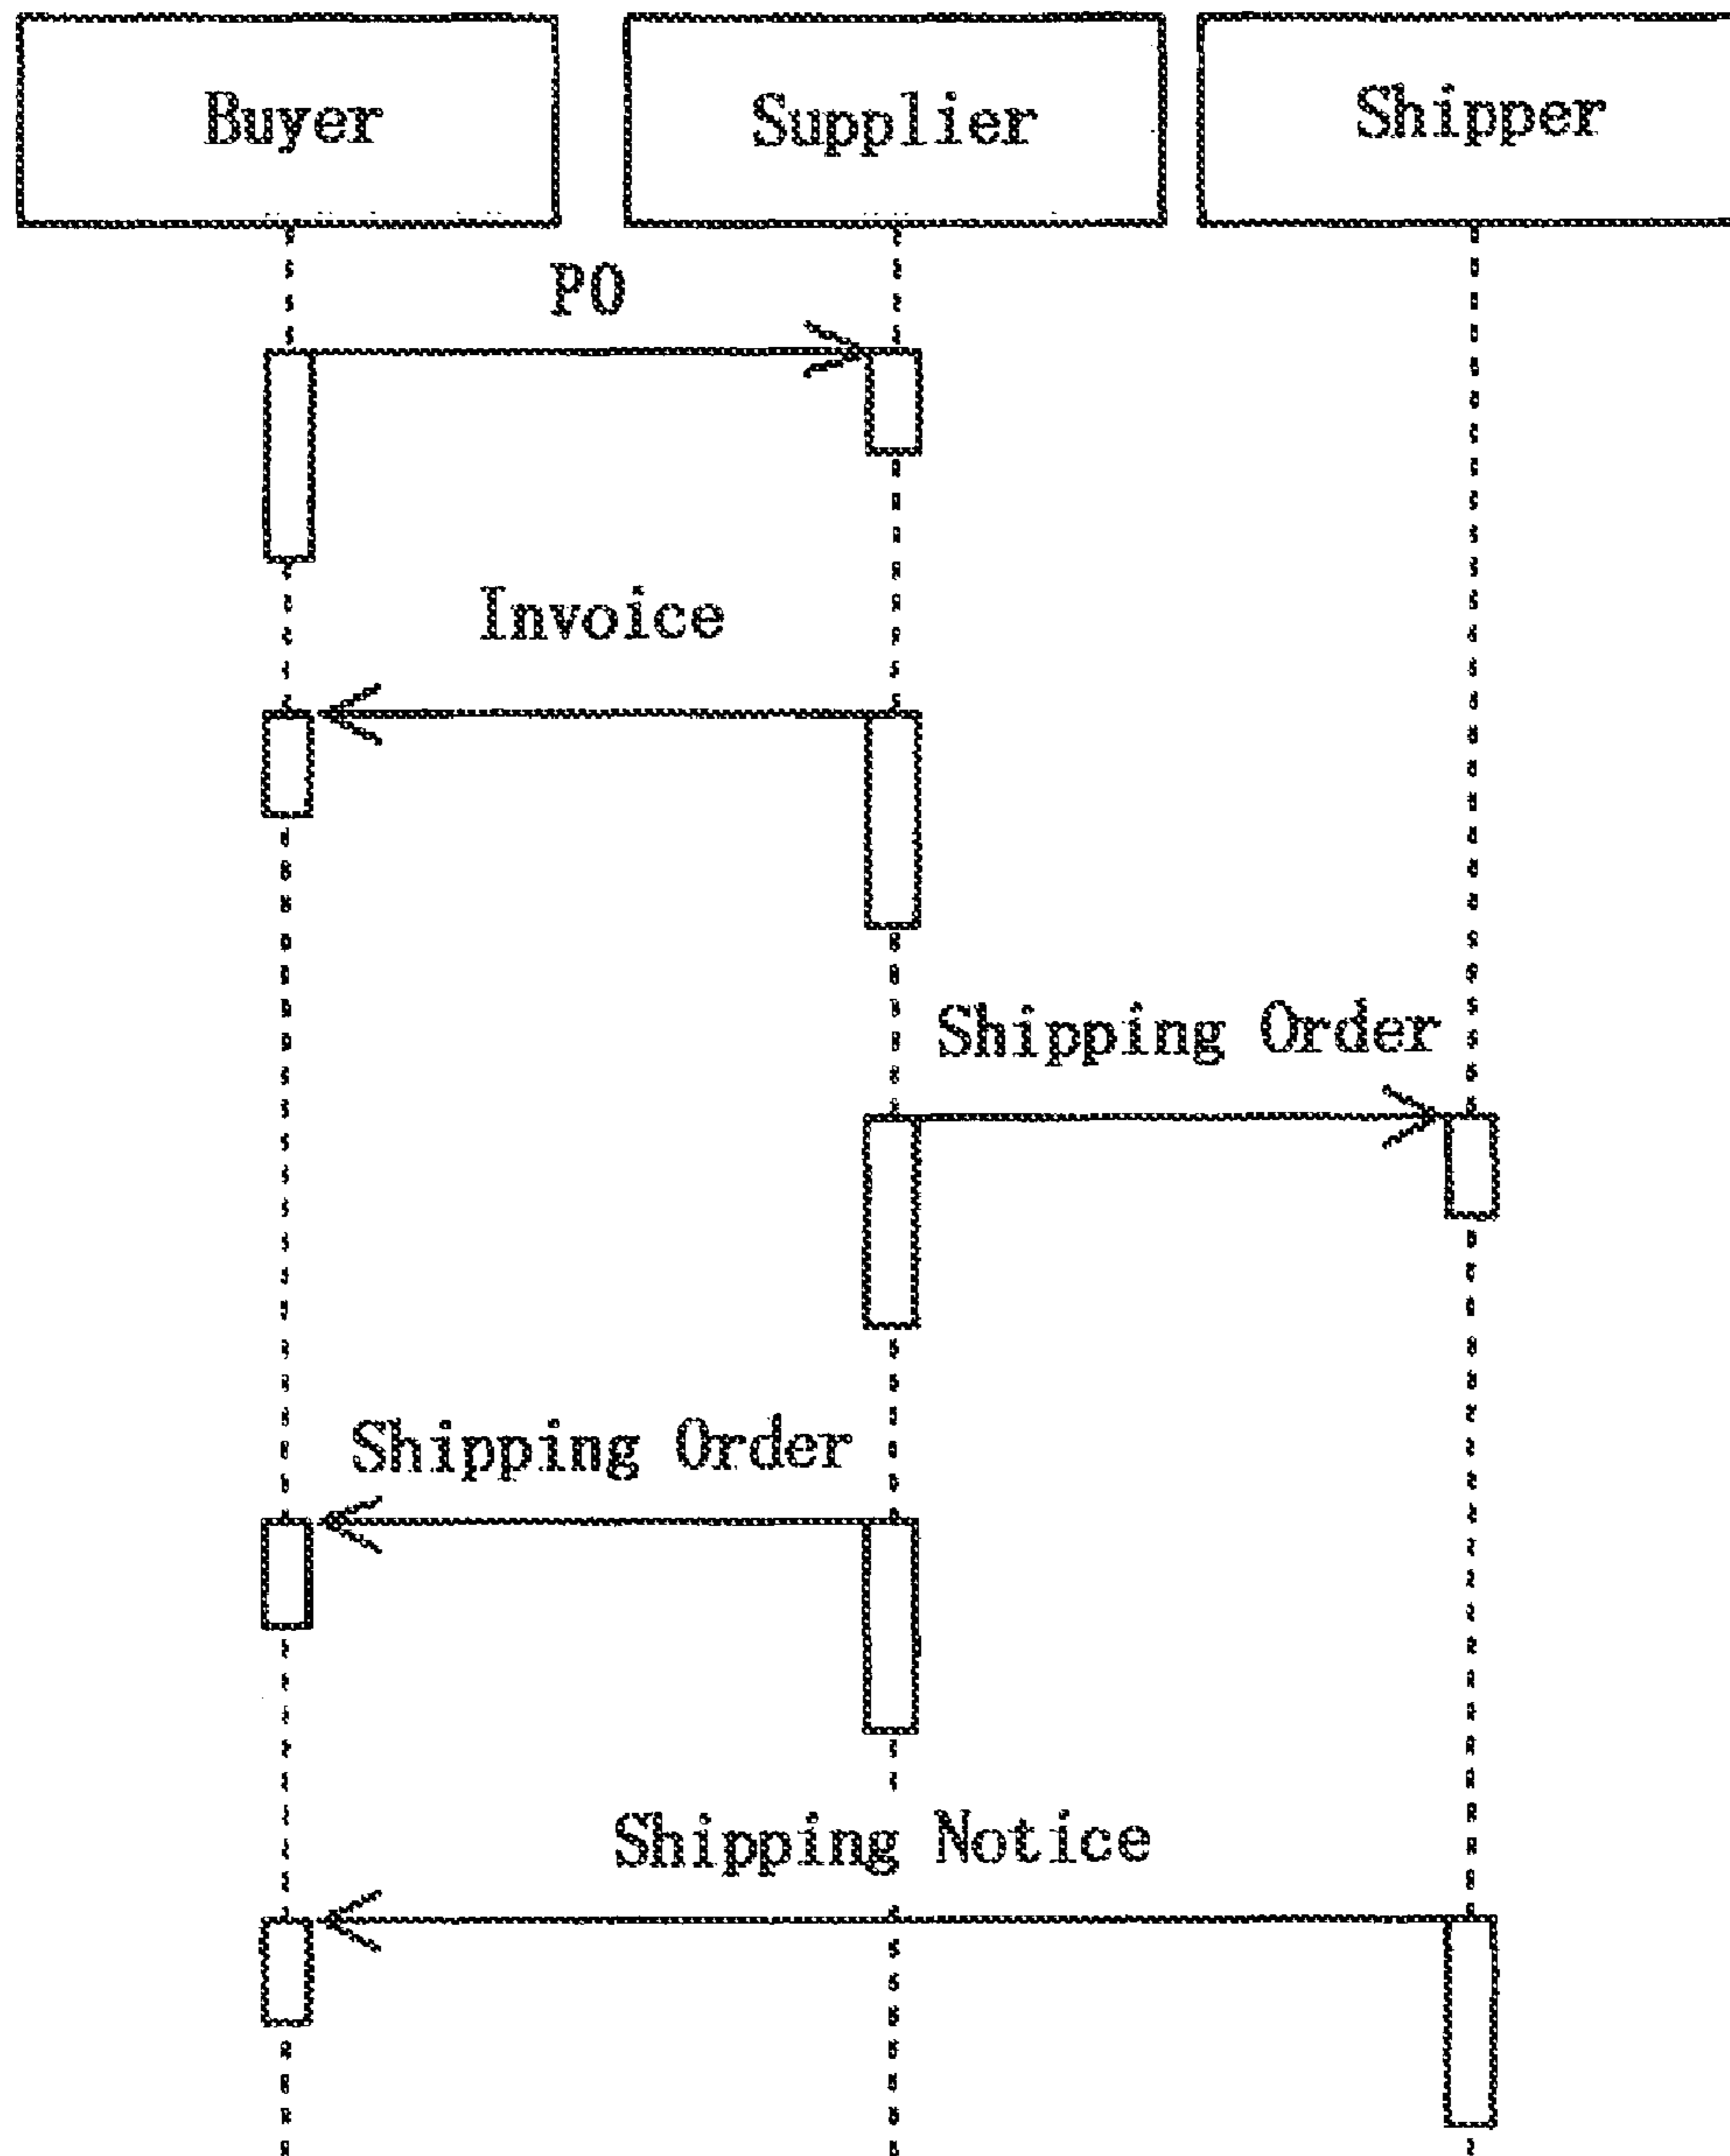 Buyer
Supplier
Shipper
PO
Invoice
Shipping Order
Shipping Order
Shipping Notice